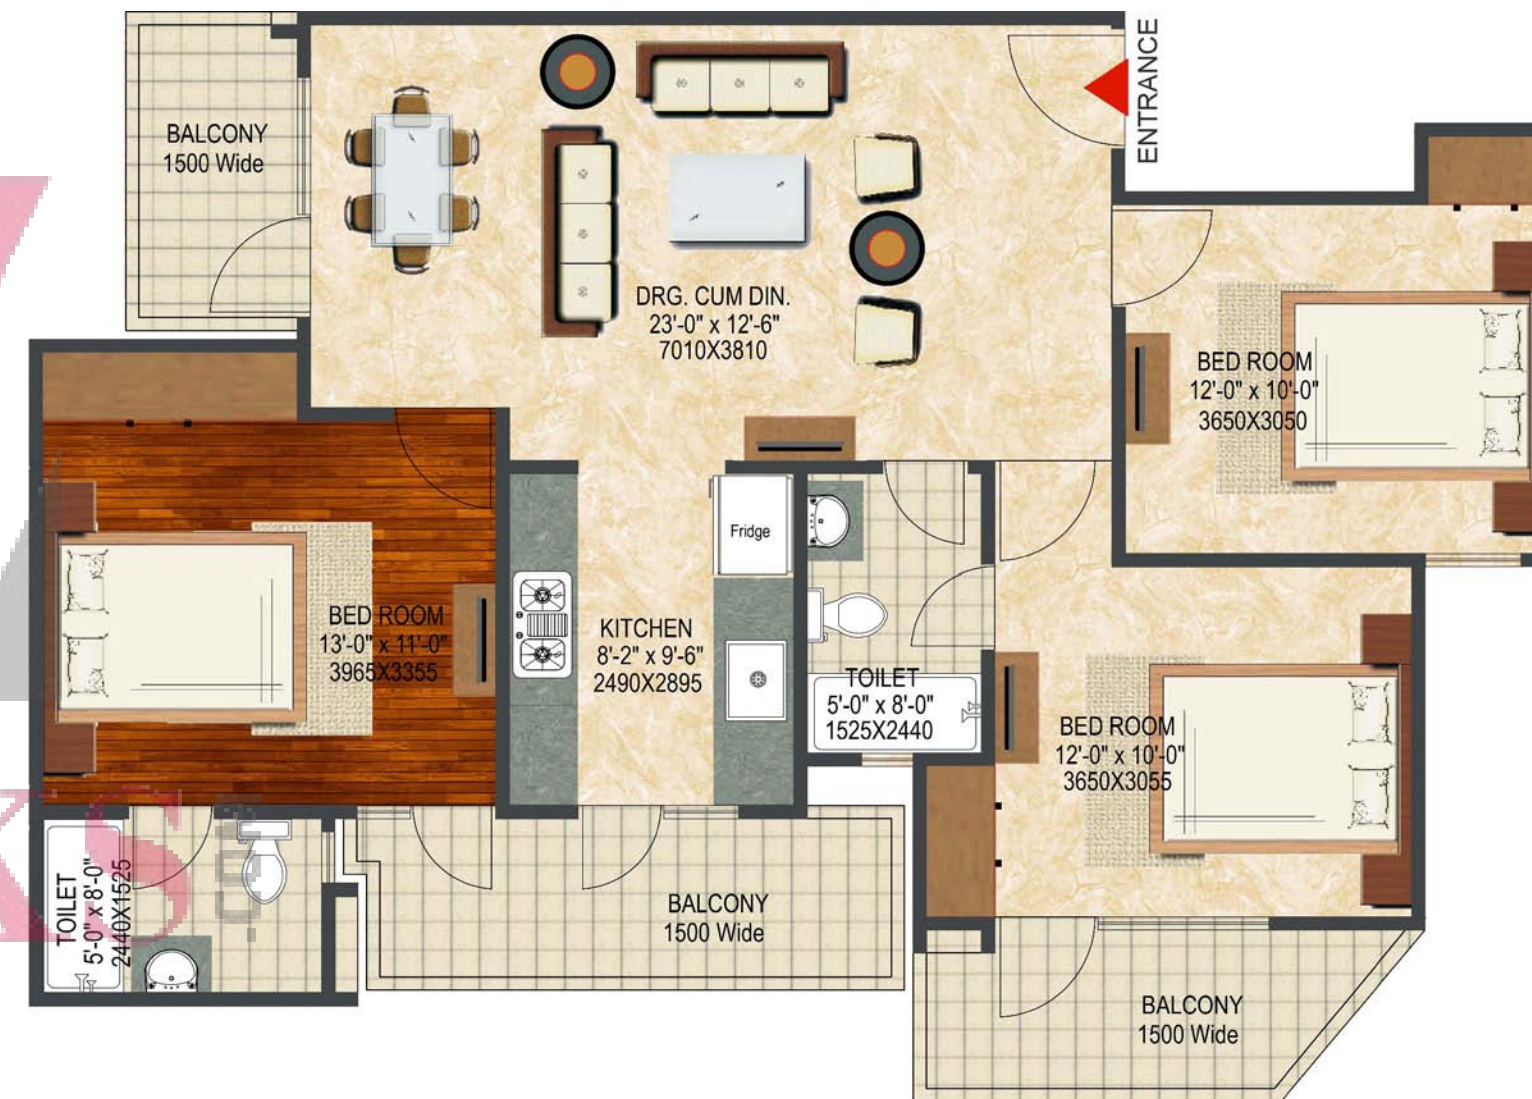 ENTRANCE
BALCONY
1500 Wide
DRG. CUM DIN.
23'-0" x 12'-6"
7010X3810
BED ROOM
12'-0" x 10'-0"
3650X3050
Fridge
BED ROOM
13'-0" x 11'-0"
3965X3355
KITCHEN
8'-2" x 9'-6"
2490X2895
TOILET
5'-0" x 8'-0"
1525X2440
BED ROOM
12'-0" x 10'-0"
3650X3055
TOILET
5'-0" x 8'-0"
2440X1525
BALCONY
1500 Wide
BALCONY
1500 Wide